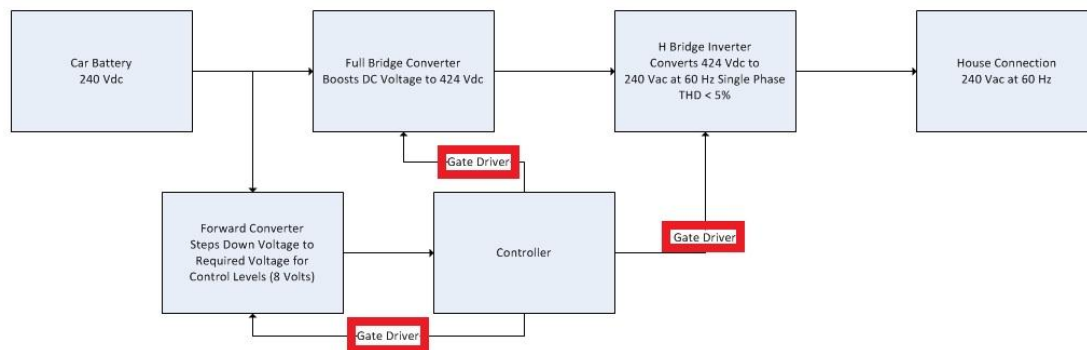 Car Battery
240 Vdc
Full Bridge Converter
Boosts DC Voltage to 424 Vdc
H Bridge Inverter
Converts 424 Vdc to
240 Vac at 60 Hz Single Phase
THD < 5%
House Connection
240 Vac at 60 Hz
Gate Driver
Forward Converter
Steps Down Voltage to
Required Voltage for
Control Levels (8 Volts)
Controller
Gate Driver
Gate Driver